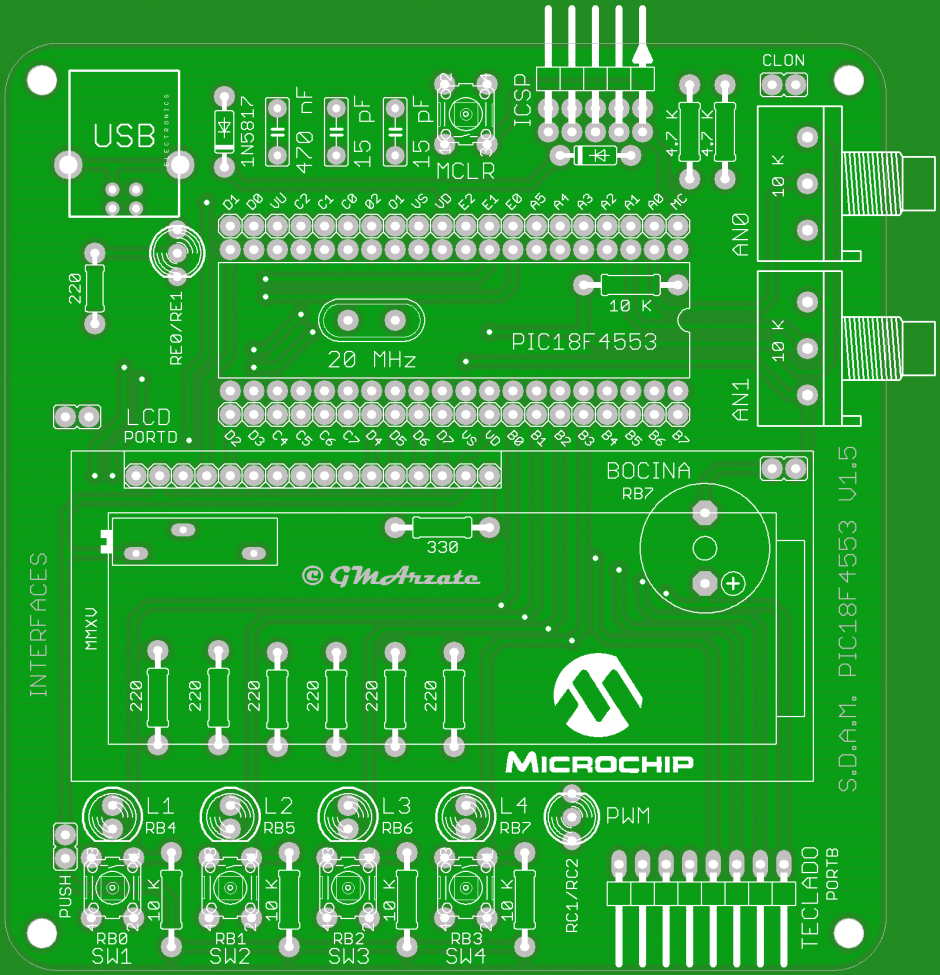 CLON
USB
ELECTRONICS
1N5817
470 nF
15 pF
15 pF
MCLR
ICSP
4.7 K
4.7 K
10 K
AN0
D1 D0 VU C2 C1 C0 O2 O1 VS VD E2 E1 E0 A5 A4 A3 A2 A1 A0 MC
220
RE0/RE1
10 K
20 MHz
PIC18F4553
10 K
AN1
D2 D3 C4 C5 C6 C7 D4 D5 D6 D7 VS VD B0 B1 B2 B3 B4 B5 B6 B7
LCD
PORTD
BOCINA
RB7
330
© GMArzate
INTERFACES
MMXV
S.D.A.M. PIC18F4553 V1.5
220
220
220
220
220
220
MICROCHIP
L1
RB4
L2
RB5
L3
RB6
L4
RB7
PWM
RC1/RC2
PUSH
10 K
10 K
10 K
10 K
TECLADO
PORTB
RB0
SW1
RB1
SW2
RB2
SW3
RB3
SW4